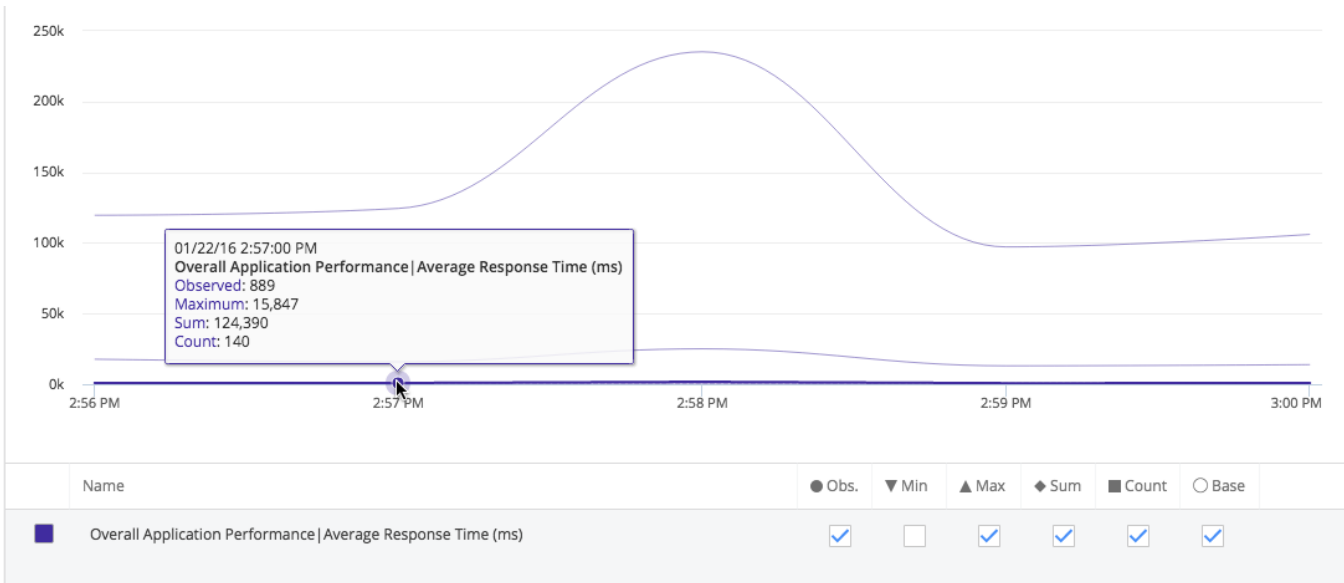 250k
200k
150k
100k
50k
0k
01/22/16 2:57:00 PM
Overall Application Performance|Average Response Time (ms)
Observed: 889
Maximum: 15,847
Sum: 124,390
Count: 140
2:56 PM 2:57 PM 2:58 PM 2:59 PM 3:00 PM
Name Obs. Min Max Sum Count Base
Overall Application Performance|Average Response Time (ms)